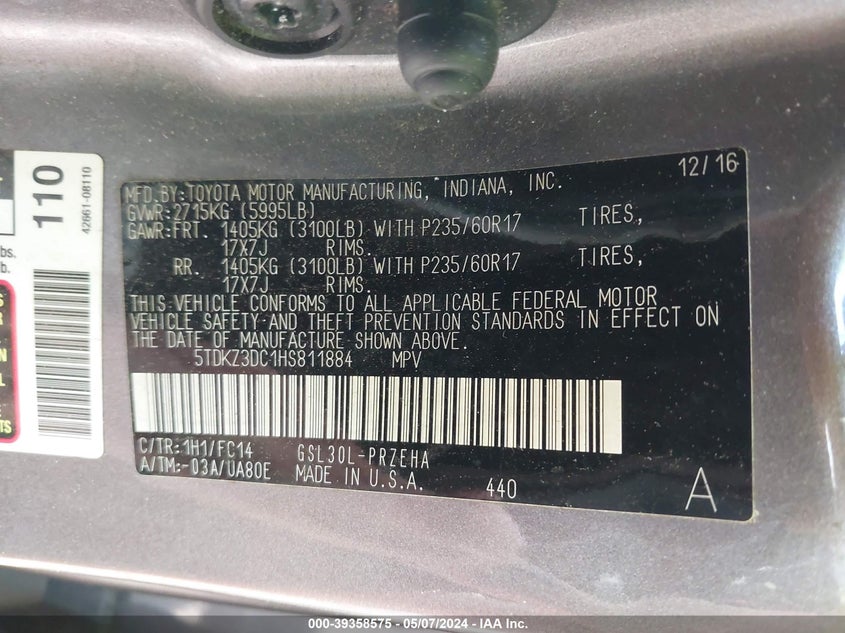 12/16
MFD.BY:TOYOTA MOTOR MANUFACTURING, INDIANA, INC.
GVWR:2715KG (5995LB)
GAWR:FRT. 1405KG (3100LB) WITH P235/60R17 TIRES,
17X7J RIMS.
RR. 1405KG (3100LB) WITH P235/60R17 TIRES,
17X7J RIMS.
THIS VEHICLE CONFORMS TO ALL APPLICABLE FEDERAL MOTOR
VEHICLE SAFETY AND THEFT PREVENTION STANDARDS IN EFFECT ON
THE DATE OF MANUFACTURE SHOWN ABOVE.
5TDKZ3DC1HS811884 MPV
C/TR:1H1/FC14 GSL30L-PRZEHA
A/TM:-03A/UA80E MADE IN U.S.A. 440 A
110
42661-08110
bs.
b.
S
R
N
L
TS
000-39358575 - 05/07/2024 - IAA Inc.